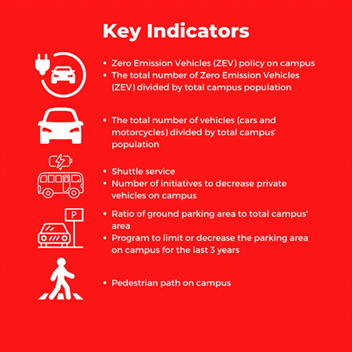 Key Indicators
• Zero Emission Vehicles (ZEV) policy on campus
• The total number of Zero Emission Vehicles
(ZEV) divided by total campus population
• The total number of vehicles (cars and
motorcycles) divided by total campus'
population
• Shuttle service
• Number of initiatives to decrease private
vehicles on campus
• Ratio of ground parking area to total campus'
area
P
• Program to limit or decrease the parking area
on campus for the last 3 years
• Pedestrian path on campus